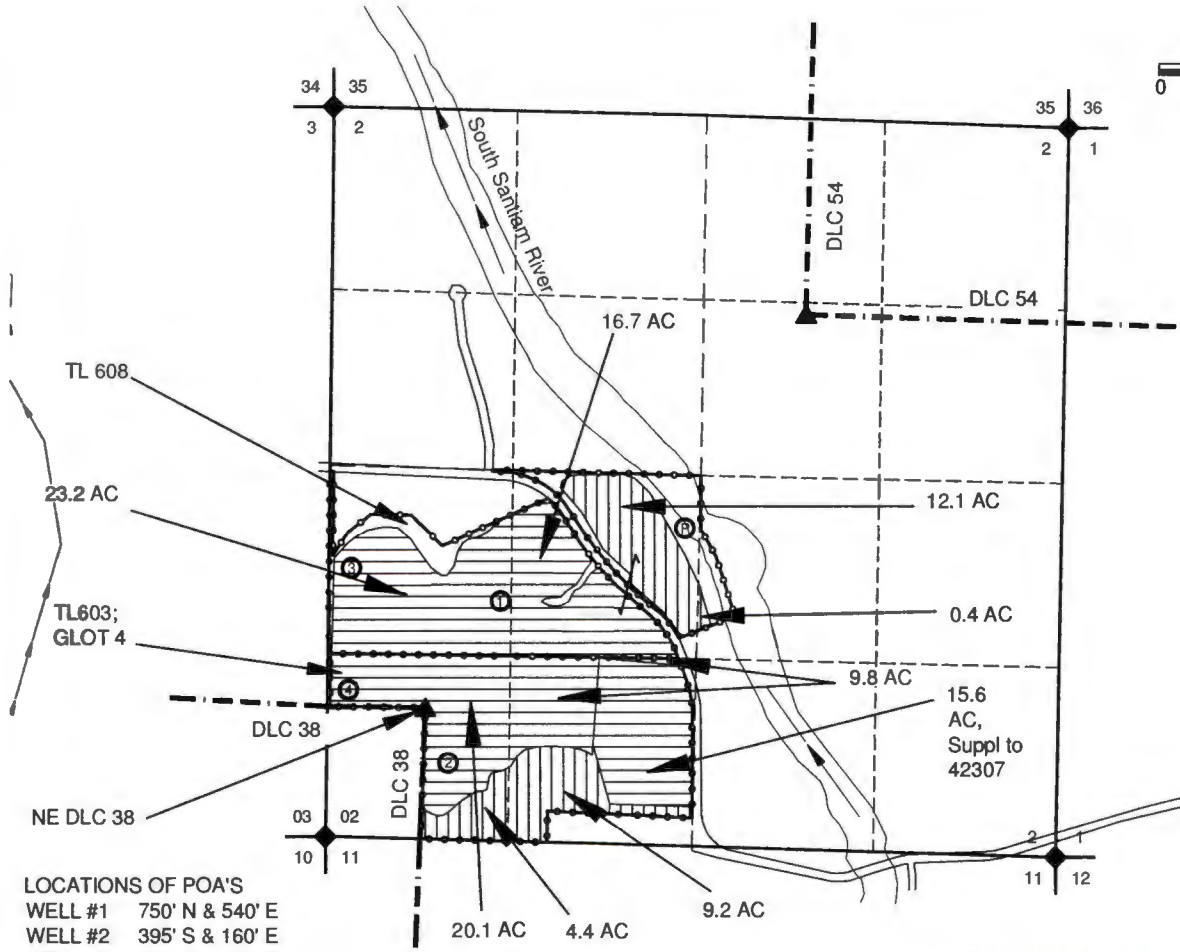 0
34 35
3 2
35 36
2 1
South Santiam River
DLC 54
DLC 54
16.7 AC
TL 608
23.2 AC
12.1 AC
3
1
TL603;
GLOT 4
0.4 AC
4
9.8 AC
15.6
AC,
Suppl to
42307
DLC 38
DLC 38
2
NE DLC 38
03 02
10 11
2 1
11 12
LOCATIONS OF POA'S
WELL #1 750' N & 540' E
WELL #2 395' S & 160' E
20.1 AC
4.4 AC
9.2 AC